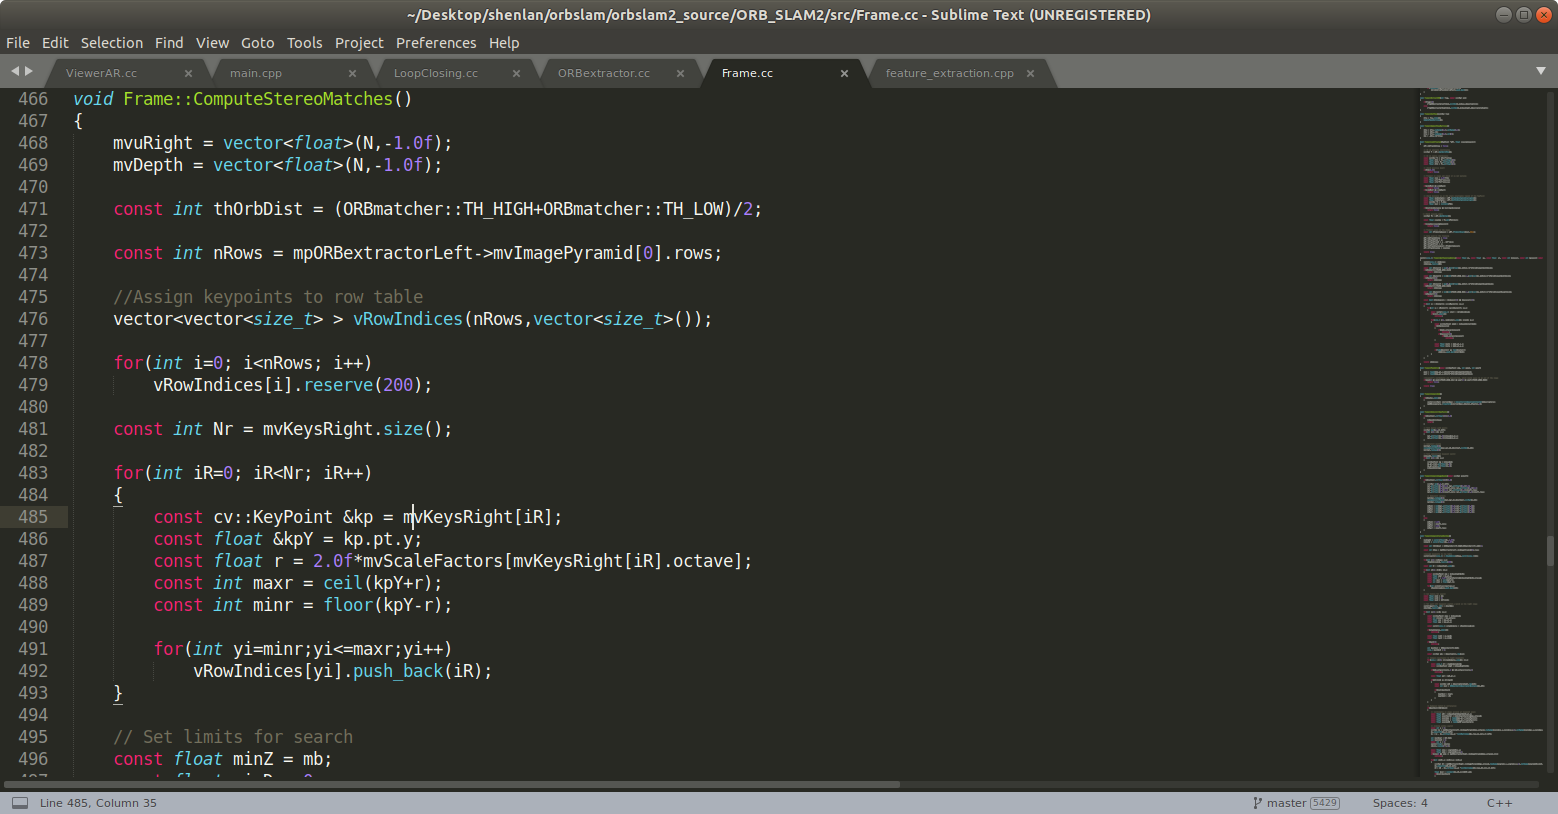 ~/Desktop/shenlan/orbslam/orbslam2_source/ORB_SLAM2/src/Frame.cc - Sublime Text (UNREGISTERED)
File Edit Selection Find View Goto Tools Project Preferences Help
ViewerAR.cc main.cpp LoopClosing.cc ORBextractor.cc Frame.cc feature_extraction.cpp
466 void Frame::ComputeStereoMatches()
467 {
468 mvuRight = vector<float>(N,-1.0f);
469 mvDepth = vector<float>(N,-1.0f);
470
471 const int thOrbDist = (ORBmatcher::TH_HIGH+ORBmatcher::TH_LOW)/2;
472
473 const int nRows = mpORBextractorLeft->mvImagePyramid[0].rows;
474
475 //Assign keypoints to row table
476 vector<vector<size_t> > vRowIndices(nRows,vector<size_t>());
477
478 for(int i=0; i<nRows; i++)
479 vRowIndices[i].reserve(200);
480
481 const int Nr = mvKeysRight.size();
482
483 for(int iR=0; iR<Nr; iR++)
484 {
485 const cv::KeyPoint &kp = mvKeysRight[iR];
486 const float &kpY = kp.pt.y;
487 const float r = 2.0f*mvScaleFactors[mvKeysRight[iR].octave];
488 const int maxr = ceil(kpY+r);
489 const int minr = floor(kpY-r);
490
491 for(int yi=minr;yi<=maxr;yi++)
492 vRowIndices[yi].push_back(iR);
493 }
494
495 // Set limits for search
496 const float minZ = mb;
Line 485, Column 35 master 5429 Spaces: 4 C++